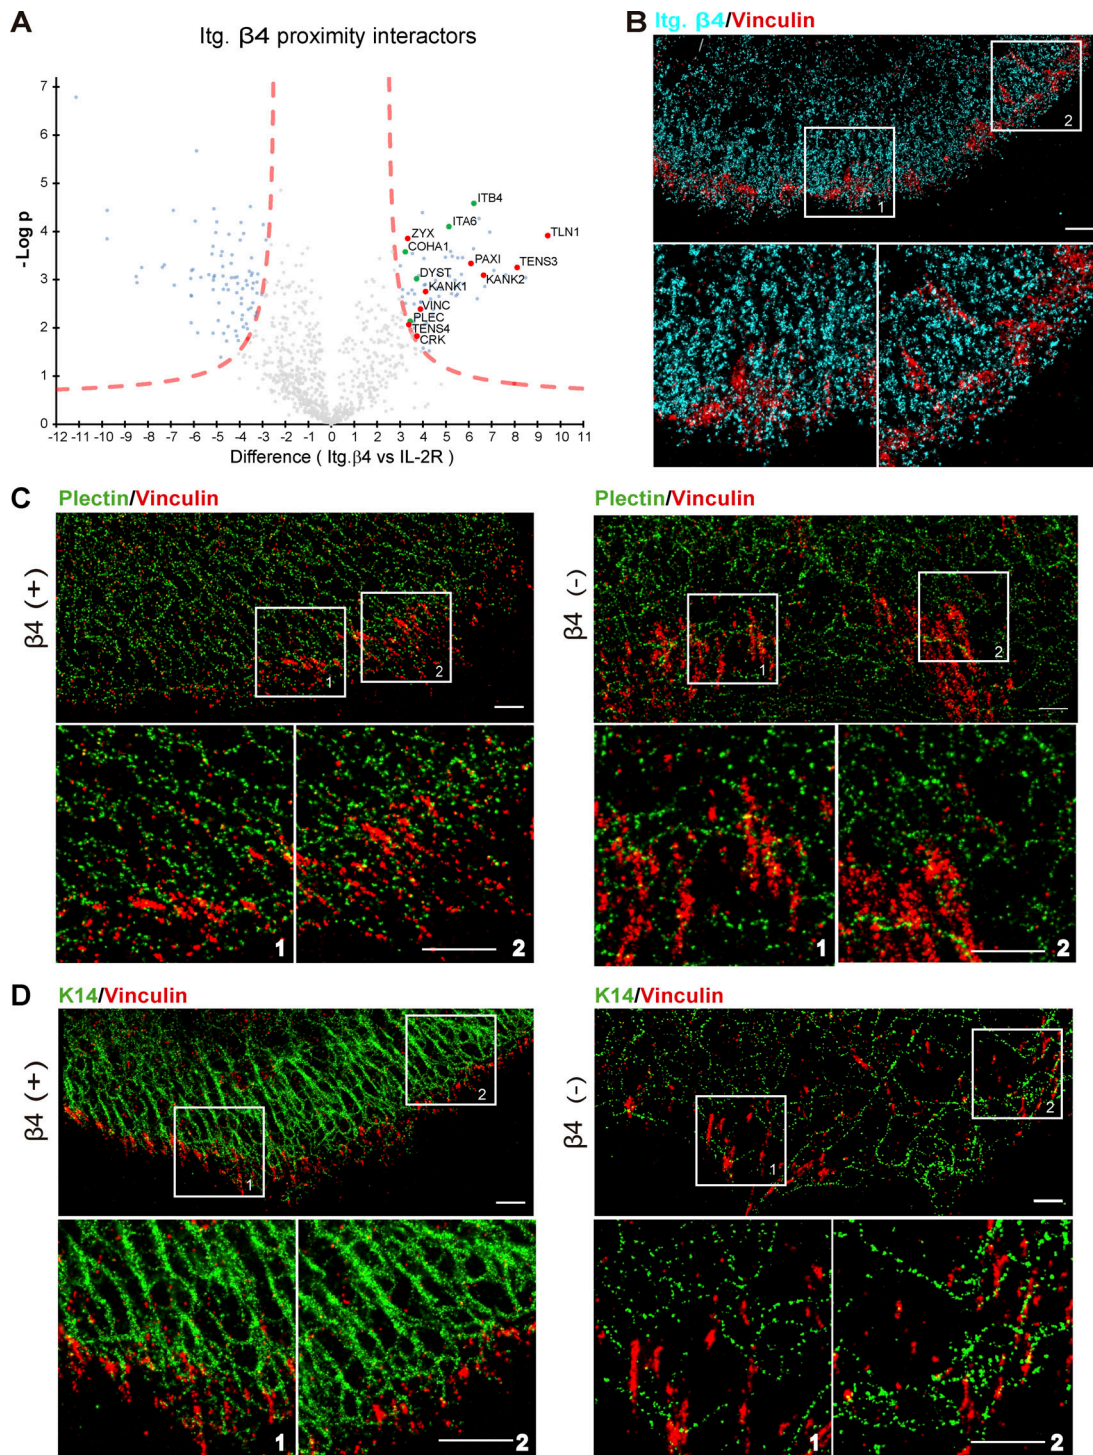 A
Itg. β4 proximity interactors
-Log p
7
6
5
4
3
2
1
0
ITB4
ITA6
TLN1
ZYX
COHA1
PAXI
TENS3
DYST
KANK2
KANK1
VINC
PLEC
TENS4
CRK
-12 -11 -10 -9 -8 -7 -6 -5 -4 -3 -2 -1 0 1 2 3 4 5 6 7 8 9 10 11
Difference ( Itg.β4 vs IL-2R )
B
Itg. β4/Vinculin
2
1
C
Plectin/Vinculin
β4 (+)
1
2
1
2
Plectin/Vinculin
β4 (-)
1
2
1
2
D
K14/Vinculin
β4 (+)
2
1
1
2
K14/Vinculin
β4 (-)
2
1
1
2